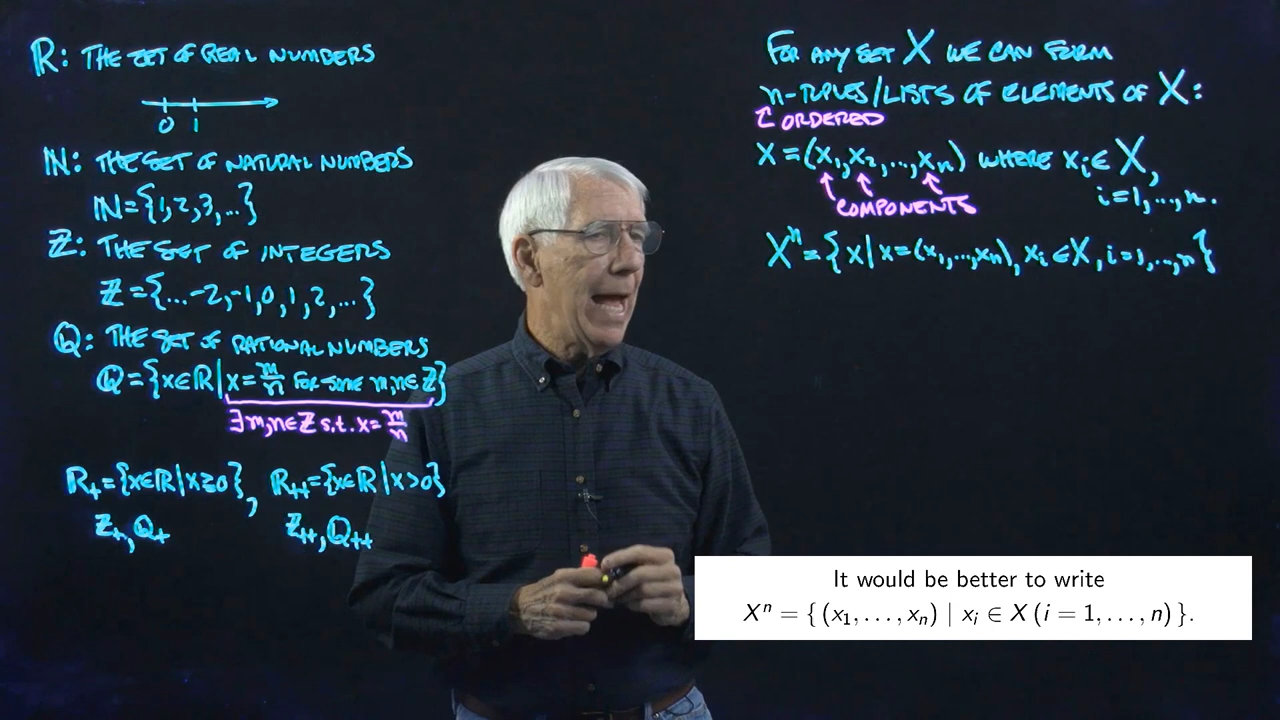 ℝ: THE SET OF REAL NUMBERS
0 1
ℕ: THE SET OF NATURAL NUMBERS
ℕ={1,2,3,...}
ℤ: THE SET OF INTEGERS
ℤ={...-2,-1,0,1,2,...}
ℚ: THE SET OF RATIONAL NUMBERS
ℚ={x∈ℝ|x=m/n FOR SOME m,n∈ℤ}
∃m,n∈ℤ s.t. x=m/n
ℝ₊={x∈ℝ|x≥0}, ℝ₊₊={x∈ℝ|x>0}
ℤ₊,ℚ₊ ℤ₊₊,ℚ₊₊
FOR ANY SET X WE CAN FORM
n-TUPLES/LISTS OF ELEMENTS OF X:
ORDERED
x=(x₁,x₂,...,xₙ) WHERE xᵢ∈X,
COMPONENTS i=1,...,n.
Xⁿ={x|x=(x₁,...,xₙ),xᵢ∈X,i=1,...,n}
It would be better to write
Xⁿ = { (x₁,...,xₙ) | xᵢ ∈ X (i = 1,...,n) }.